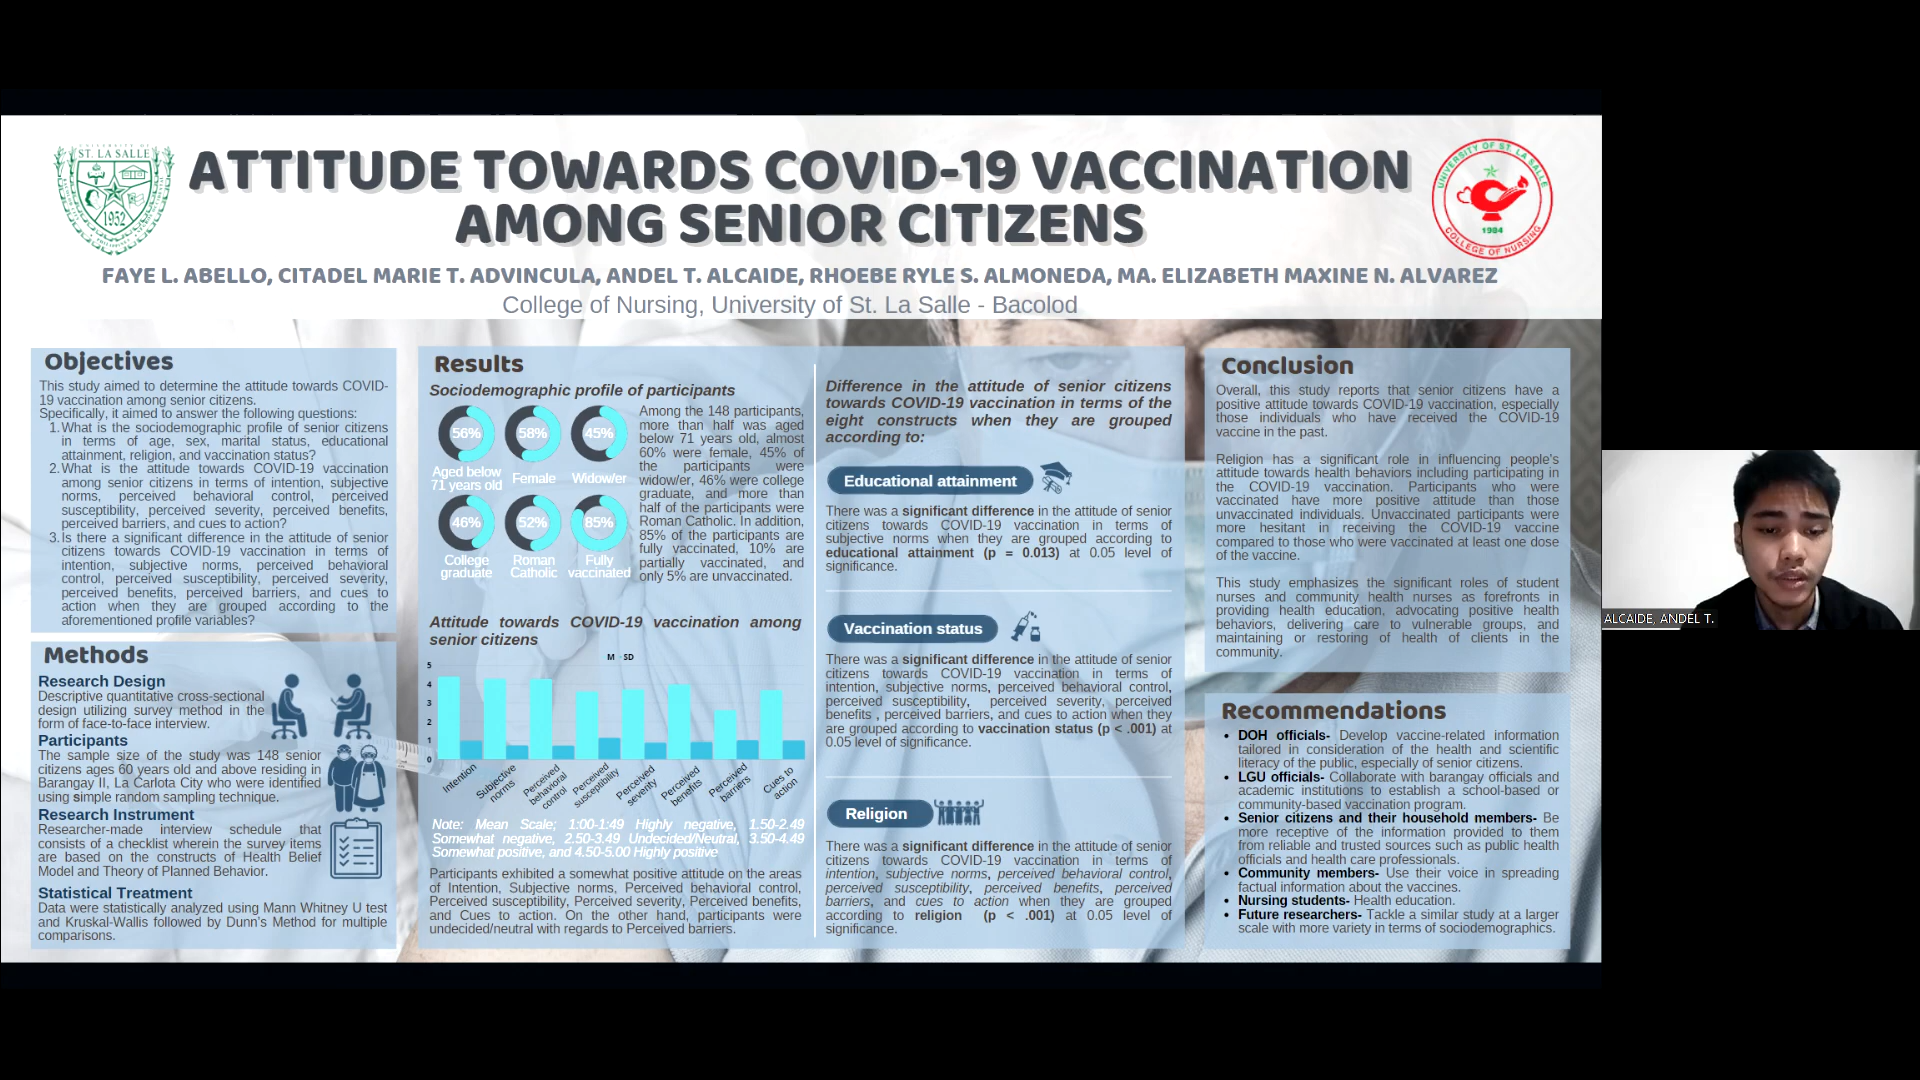 UNIVERSITY OF
ST. LA SALLE
1952
ATTITUDE TOWARDS COVID-19 VACCINATION
AMONG SENIOR CITIZENS
UNIVERSITY OF ST. LA SALLE
1984
COLLEGE OF NURSING
FAYE L. ABELLO, CITADEL MARIE T. ADVINCULA, ANDEL T. ALCAIDE, RHOEBE RYLE S. ALMONEDA, MA. ELIZABETH MAXINE N. ALVAREZ
College of Nursing, University of St. La Salle - Bacolod
Objectives
This study aimed to determine the attitude towards COVID-
19 vaccination among senior citizens.
Specifically, it aimed to answer the following questions:
1. What is the sociodemographic profile of senior citizens
in terms of age, sex, marital status, educational
attainment, religion, and vaccination status?
2. What is the attitude towards COVID-19 vaccination
among senior citizens in terms of intention, subjective
norms, perceived behavioral control, perceived
susceptibility, perceived severity, perceived benefits,
perceived barriers, and cues to action?
3. Is there a significant difference in the attitude of senior
citizens towards COVID-19 vaccination in terms of
intention, subjective norms, perceived behavioral
control, perceived susceptibility, perceived severity,
perceived benefits, perceived barriers, and cues to
action when they are grouped according to the
aforementioned profile variables?
Methods
Research Design
Descriptive quantitative cross-sectional
design utilizing survey method in the
form of face-to-face interview.
Participants
The sample size of the study was 148 senior
citizens ages 60 years old and above residing in
Barangay II, La Carlota City who were identified
using simple random sampling technique.
Research Instrument
Researcher-made interview schedule that
consists of a checklist wherein the survey items
are based on the constructs of Health Belief
Model and Theory of Planned Behavior.
Statistical Treatment
Data were statistically analyzed using Mann Whitney U test
and Kruskal-Wallis followed by Dunn's Method for multiple
comparisons.
Results
Sociodemographic profile of participants
56%
58%
45%
Aged below
71 years old
Female
Widow/er
46%
52%
85%
College
graduate
Roman
Catholic
Fully
vaccinated
Among the 148 participants,
more than half was aged
below 71 years old, almost
60% were female, 45% of
the participants were
widow/er, 46% were college
graduate, and more than
half of the participants were
Roman Catholic. In addition,
85% of the participants are
fully vaccinated, 10% are
partially vaccinated, and
only 5% are unvaccinated.
Attitude towards COVID-19 vaccination among
senior citizens
M SD
5
4
3
2
1
0
Intention
Subjective
norms
Perceived
behavioral
control
Perceived
susceptibility
Perceived
severity
Perceived
benefits
Perceived
barriers
Cues to
action
Note: Mean Scale; 1:00-1:49 Highly negative, 1.50-2.49
Somewhat negative, 2.50-3.49 Undecided/Neutral, 3.50-4.49
Somewhat positive, and 4.50-5.00 Highly positive
Participants exhibited a somewhat positive attitude on the areas
of Intention, Subjective norms, Perceived behavioral control,
Perceived susceptibility, Perceived severity, Perceived benefits,
and Cues to action. On the other hand, participants were
undecided/neutral with regards to Perceived barriers.
Difference in the attitude of senior citizens
towards COVID-19 vaccination in terms of the
eight constructs when they are grouped
according to:
Educational attainment
There was a significant difference in the attitude of senior
citizens towards COVID-19 vaccination in terms of
subjective norms when they are grouped according to
educational attainment (p = 0.013) at 0.05 level of
significance.
Vaccination status
There was a significant difference in the attitude of senior
citizens towards COVID-19 vaccination in terms of
intention, subjective norms, perceived behavioral control,
perceived susceptibility, perceived severity, perceived
benefits , perceived barriers, and cues to action when they
are grouped according to vaccination status (p < .001) at
0.05 level of significance.
Religion
There was a significant difference in the attitude of senior
citizens towards COVID-19 vaccination in terms of
intention, subjective norms, perceived behavioral control,
perceived susceptibility, perceived benefits, perceived
barriers, and cues to action when they are grouped
according to religion (p < .001) at 0.05 level of
significance.
Conclusion
Overall, this study reports that senior citizens have a
positive attitude towards COVID-19 vaccination, especially
those individuals who have received the COVID-19
vaccine in the past.
Religion has a significant role in influencing people's
attitude towards health behaviors including participating in
the COVID-19 vaccination. Participants who were
vaccinated have more positive attitude than those
unvaccinated individuals. Unvaccinated participants were
more hesitant in receiving the COVID-19 vaccine
compared to those who were vaccinated at least one dose
of the vaccine.
This study emphasizes the significant roles of student
nurses and community health nurses as forefronts in
providing health education, advocating positive health
behaviors, delivering care to vulnerable groups, and
maintaining or restoring of health of clients in the
community.
Recommendations
• DOH officials- Develop vaccine-related information
tailored in consideration of the health and scientific
literacy of the public, especially of senior citizens.
• LGU officials- Collaborate with barangay officials and
academic institutions to establish a school-based or
community-based vaccination program.
• Senior citizens and their household members- Be
more receptive of the information provided to them
from reliable and trusted sources such as public health
officials and health care professionals.
• Community members- Use their voice in spreading
factual information about the vaccines.
• Nursing students- Health education.
• Future researchers- Tackle a similar study at a larger
scale with more variety in terms of sociodemographics.
ALCAIDE, ANDEL T.